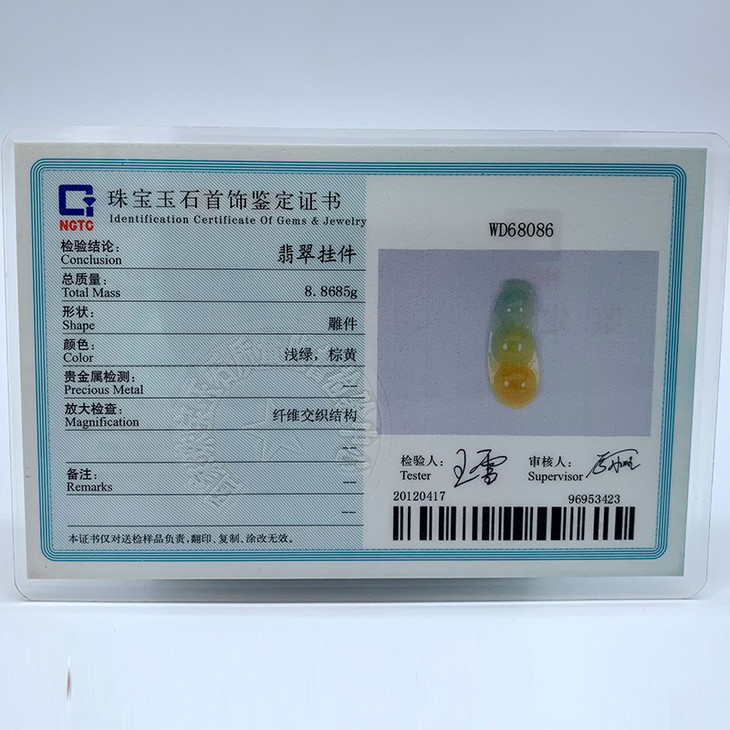 NGTC
珠宝玉石首饰鉴定证书
Identification Certificate Of Gems & Jewelry
检验结论:
Conclusion
翡翠挂件
总质量:
Total Mass
8.8685g
形状:
Shape
雕件
颜色:
Color
浅绿，棕黄
贵金属检测:
Precious Metal
--
放大检查:
Magnification
纤维交织结构
--
备注:
Remarks
--
--
本证书仅对送检样品负责,翻印、复制、涂改无效。
WD68086
检验人:
Tester
王雷
审核人:
Supervisor
20120417
96953423